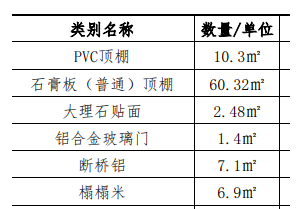 类别名称 数量/单位
PVC顶棚 10.3㎡
石膏板（普通）顶棚 60.32㎡
大理石贴面 2.48㎡
铝合金玻璃门 1.4㎡
断桥铝 7.1㎡
榻榻米 6.9㎡